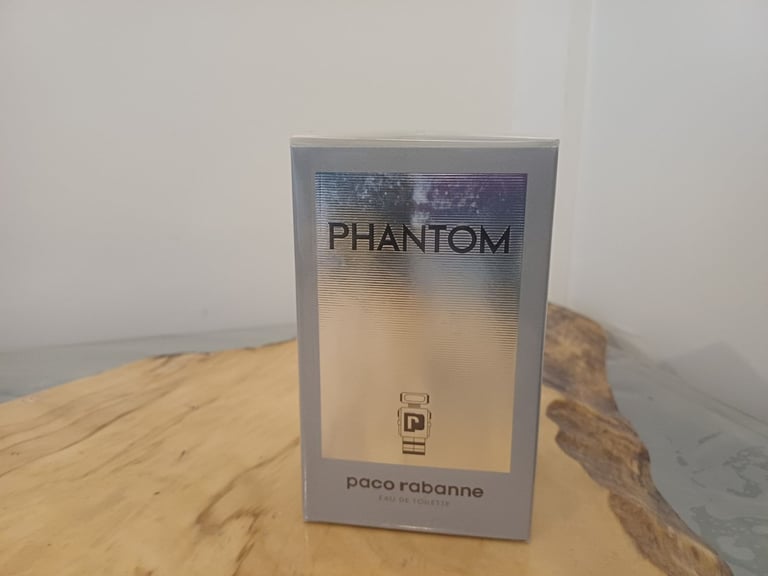 PHANTOM
P
paco rabanne
EAU DE TOILETTE